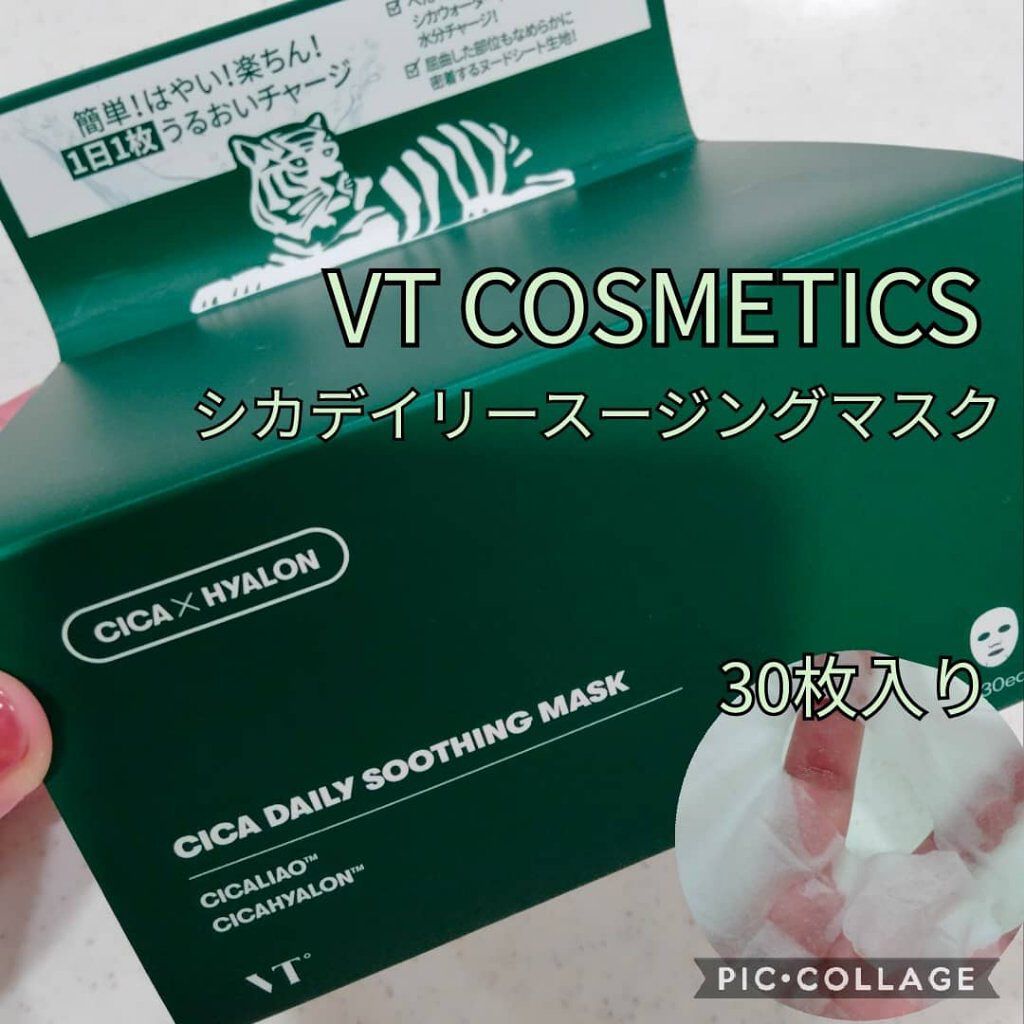 シカウォーター
水分チャージ!
屈曲した部位もなめらかに
密着するヌードシート生地!
簡単!はやい!楽ちん!
1日1枚うるおいチャージ
VT COSMETICS
シカデイリースージングマスク
CICA×HYALON
30枚入り
CICA DAILY SOOTHING MASK
CICALIAO™
CICAHYALON™
VT°
PIC•COLLAGE